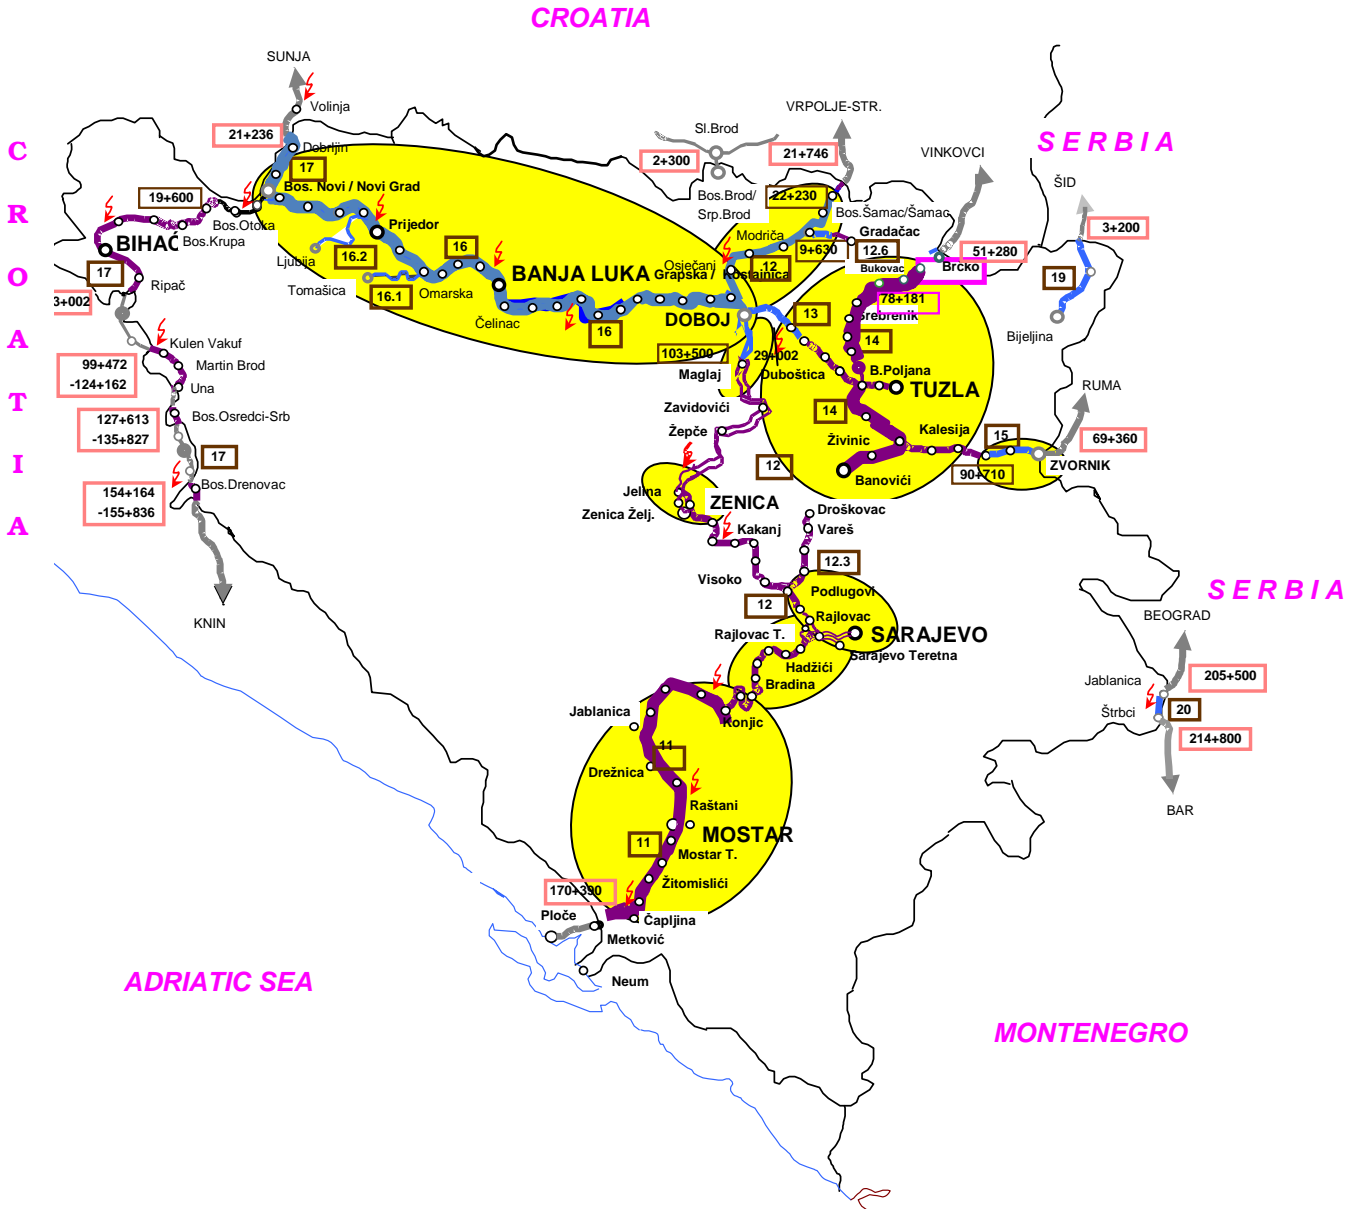 CROATIA
SUNJA
Volinja
VRPOLJE-STR.
Sl.Brod
21+236
2+300
21+746
SERBIA
VINKOVCI
ŠID
C
R
O
A
T
I
A
Dobrljin
17
Bos. Novi / Novi Grad
19+600
22+230
Bos.Brod/
Srp.Brod
Bos.Šamac/Šamac
3+200
Bos.Otoka
Bos.Krupa
Prijedor
BIHAĆ
Modriča
Gradačac
9+630
12.6
51+280
16
16.2
Ljubija
Osječani
12
Bukovac
Brčko
19
17
Ripač
BANJA LUKA
Grapska / Kostajnica
Tomašica
16.1
Omarska
3+002
78+181
Srebrenik
Čelinac
16
DOBOJ
13
Bijeljina
14
Kulen Vakuf
103+500
29+002
Martin Brod
99+472
-124+162
Maglaj
Duboštica
B.Poljana
TUZLA
RUMA
Una
Zavidovići
14
Bos.Osredci-Srb
127+613
-135+827
Žepče
Kalesija
Živinic
15
69+360
17
12
ZVORNIK
Banovići
90+710
Bos.Drenovac
154+164
-155+836
Jelina
ZENICA
Zenica Želj.
Droškovac
Vareš
Kakanj
12.3
Visoko
Podlugovi
SERBIA
12
KNIN
Rajlovac
BEOGRAD
Rajlovac T.
SARAJEVO
Sarajevo Teretna
Hadžići
Bradina
Jablanica
205+500
Štrbci
20
214+800
Jablanica
Konjic
11
Drežnica
Raštani
BAR
MOSTAR
11
Mostar T.
Žitomislići
170+390
Ploče
Čapljina
Metković
ADRIATIC SEA
Neum
MONTENEGRO